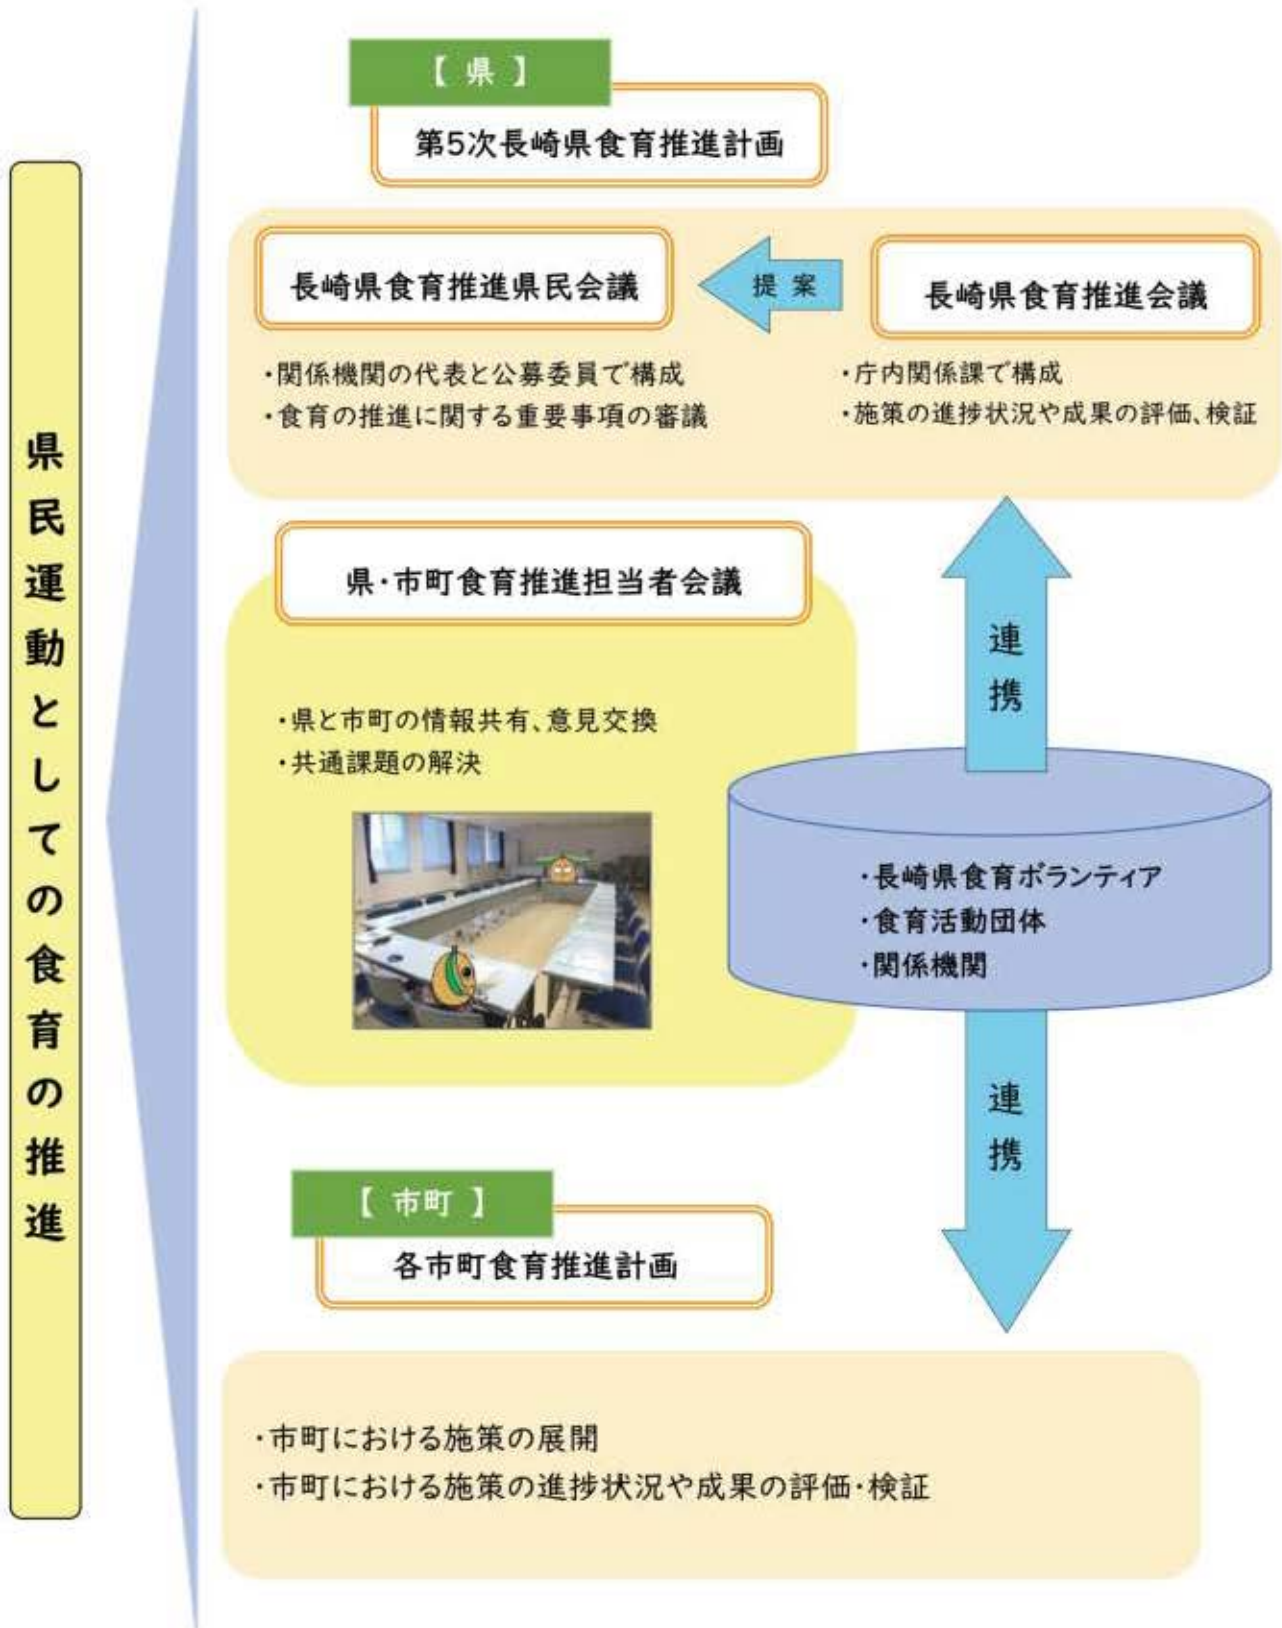 県民運動としての食育の推進
【 県 】
第5次長崎県食育推進計画
長崎県食育推進県民会議
提 案
長崎県食育推進会議
・関係機関の代表と公募委員で構成
・食育の推進に関する重要事項の審議
・庁内関係課で構成
・施策の進捗状況や成果の評価、検証
県・市町食育推進担当者会議
・県と市町の情報共有、意見交換
・共通課題の解決
連携
・長崎県食育ボランティア
・食育活動団体
・関係機関
連携
【 市町 】
各市町食育推進計画
・市町における施策の展開
・市町における施策の進捗状況や成果の評価・検証